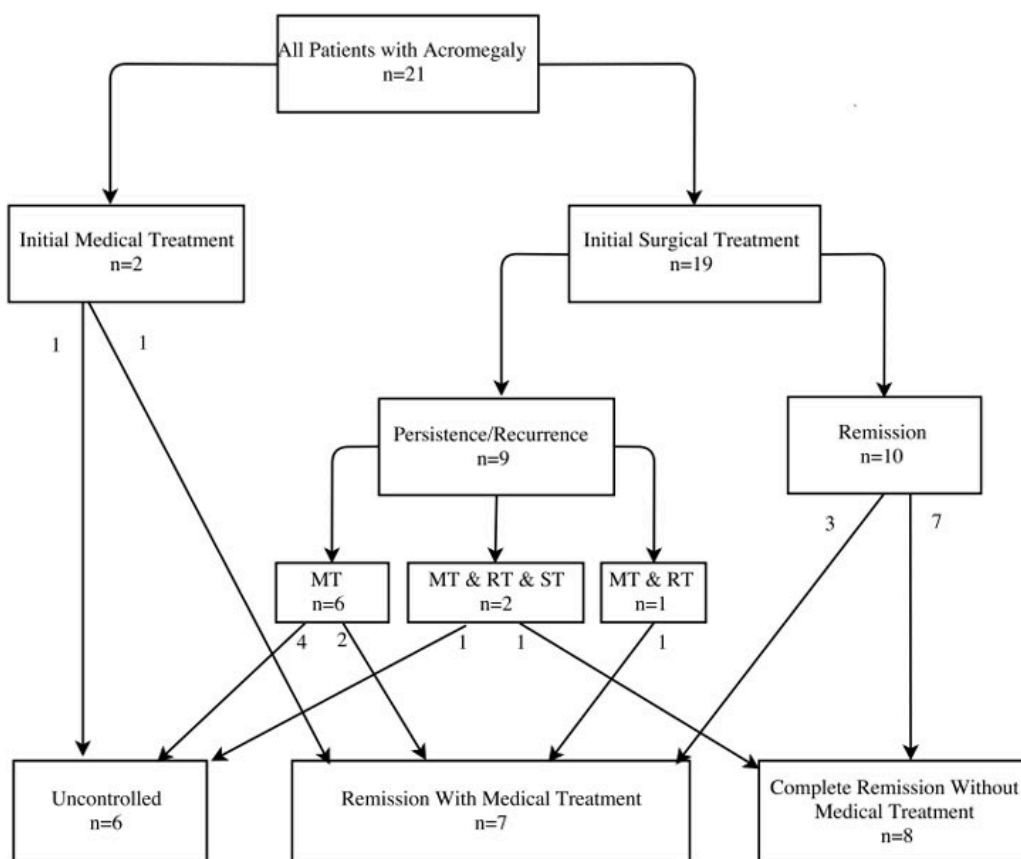 All Patients with Acromegaly
n=21
Initial Medical Treatment
n=2
Initial Surgical Treatment
n=19
1
1
Persistence/Recurrence
n=9
Remission
n=10
3
7
MT
n=6
MT & RT & ST
n=2
MT & RT
n=1
4
2
1
1
1
Uncontrolled
n=6
Remission With Medical Treatment
n=7
Complete Remission Without
Medical Treatment
n=8